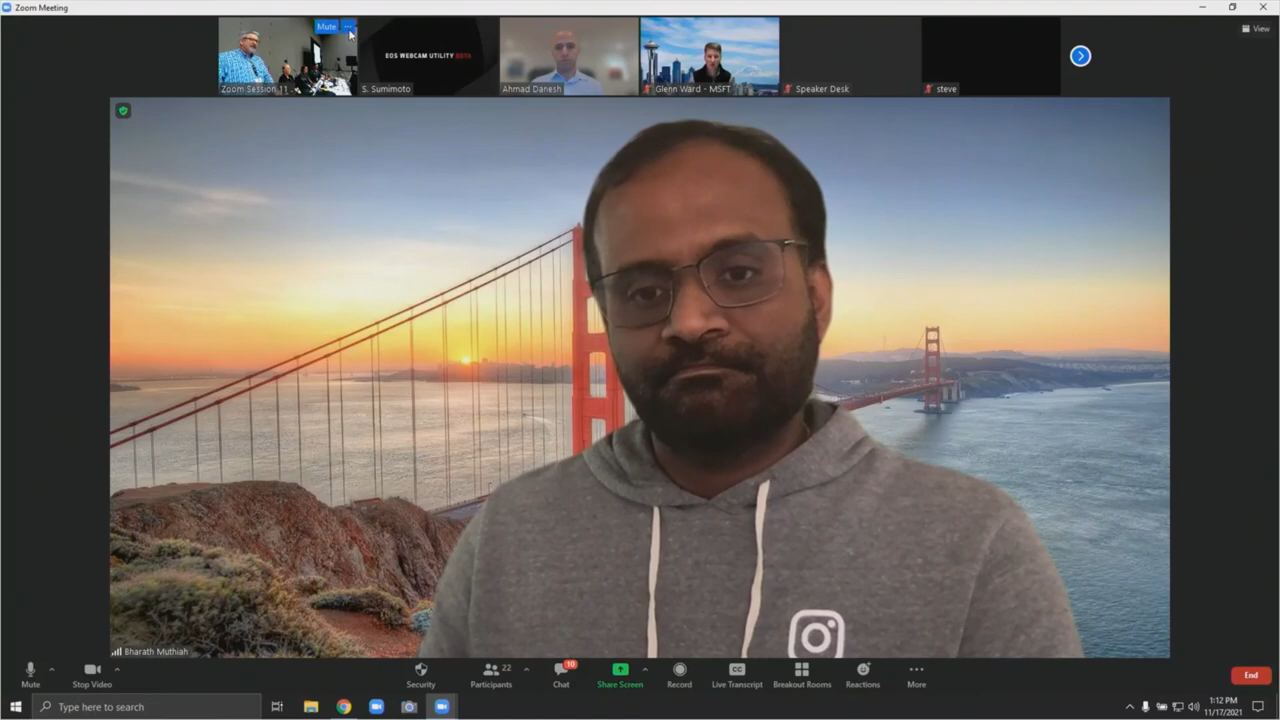 Zoom Meeting
View
Mute ...
Zoom Session 11
EOS WEBCAM UTILITY BETA
S. Sumimoto
Ahmad Danesh
Glenn Ward - MSFT
Speaker Desk
steve
Bharath Muthiah
Mute
Stop Video
Security
Participants 22
Chat 10
Share Screen
Record
CC
Live Transcript
Breakout Rooms
Reactions
More
End
Type here to search
1:12 PM
11/17/2021